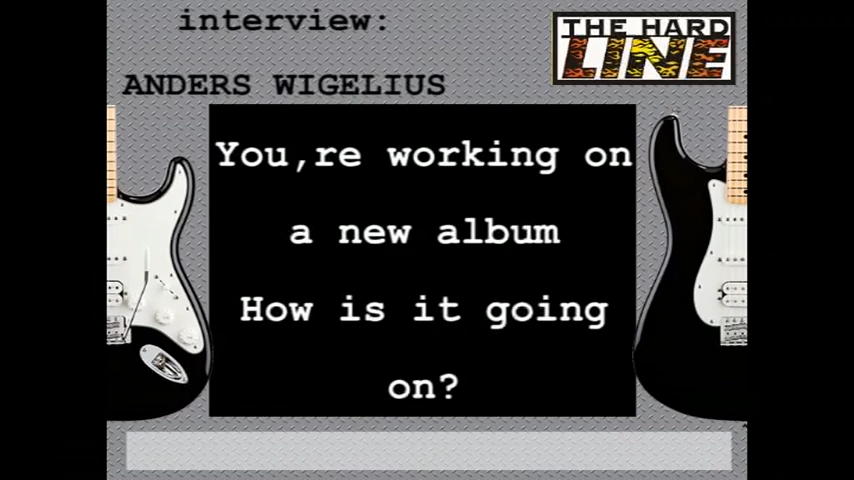 interview:
THE HARD
LINE
ANDERS WIGELIUS
You,re working on
a new album
How is it going
on?